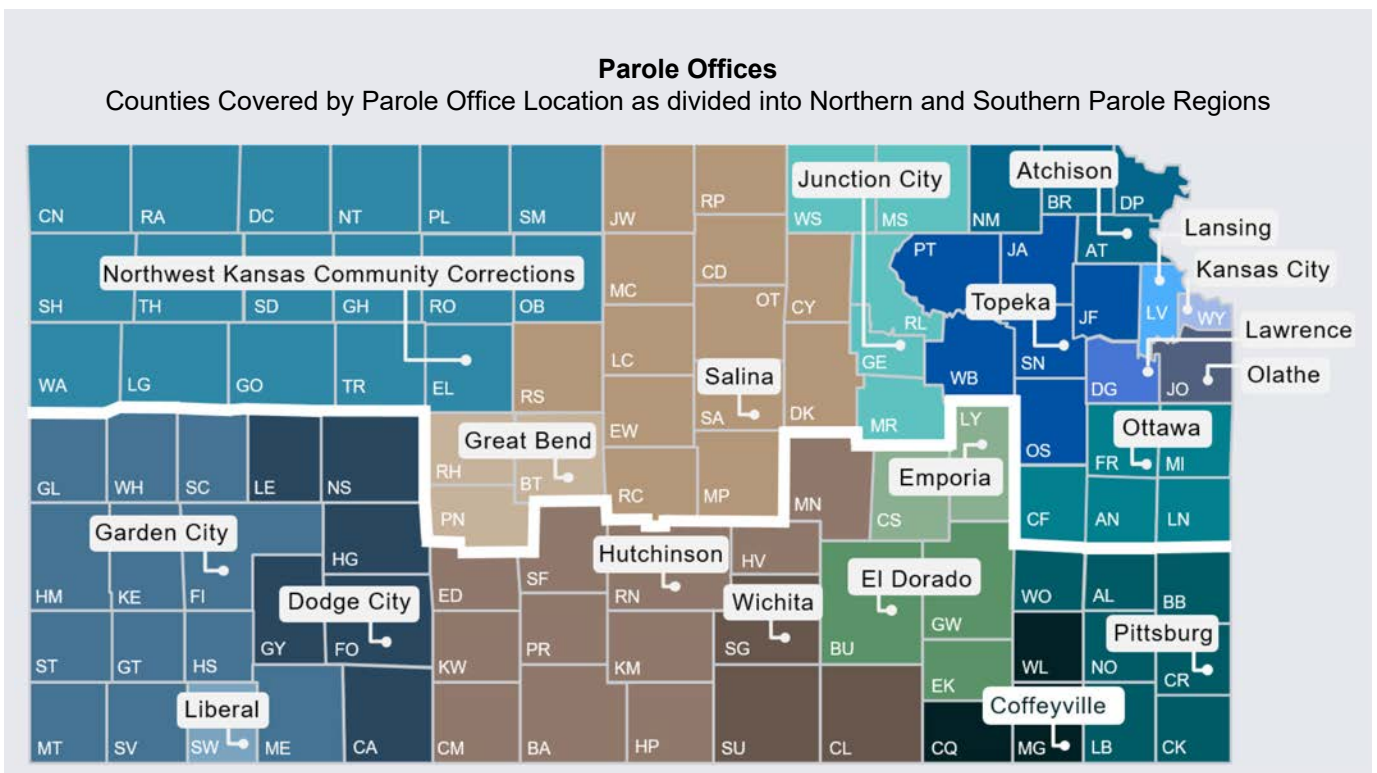 Parole Offices
Counties Covered by Parole Office Location as divided into Northern and Southern Parole Regions
Junction City
Atchison
CN
RA
DC
NT
PL
SM
JW
RP
WS
MS
NM
BR
DP
Lansing
Northwest Kansas Community Corrections
CD
PT
JA
AT
Kansas City
SH
TH
SD
GH
RO
OB
MC
OT
CY
RL
Topeka
JF
LV
WY
Lawrence
WA
LG
GO
TR
EL
RS
LC
Salina
GE
WB
SN
DG
JO
Olathe
SA
DK
Great Bend
EW
MR
LY
Ottawa
GL
WH
SC
LE
NS
RH
BT
RC
MP
MN
Emporia
OS
FR
MI
PN
CS
CF
AN
LN
Garden City
HG
Hutchinson
HV
El Dorado
HM
KE
FI
Dodge City
ED
SF
RN
Wichita
WO
AL
BB
GW
Pittsburg
ST
GT
HS
GY
FO
KW
PR
KM
SG
BU
WL
NO
CR
EK
Liberal
Coffeyville
MT
SV
SW
ME
CA
CM
BA
HP
SU
CL
CQ
MG
LB
CK